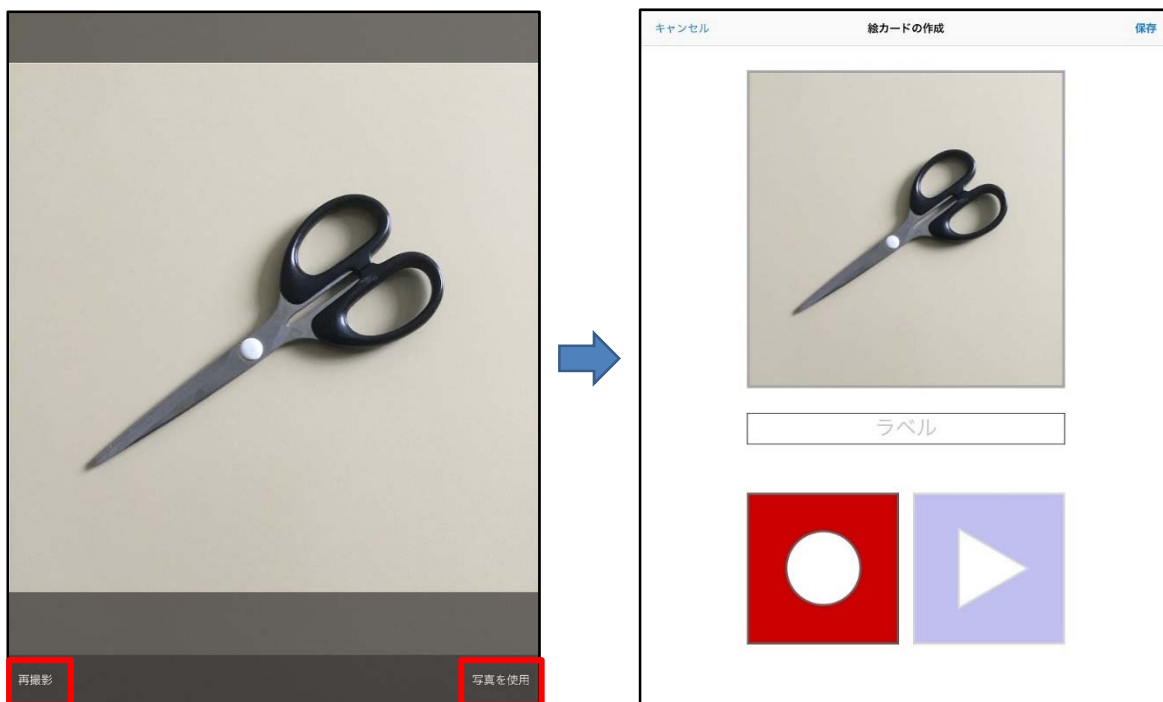 再撮影
写真を使用
キャンセル
絵カードの作成
保存
ラベル